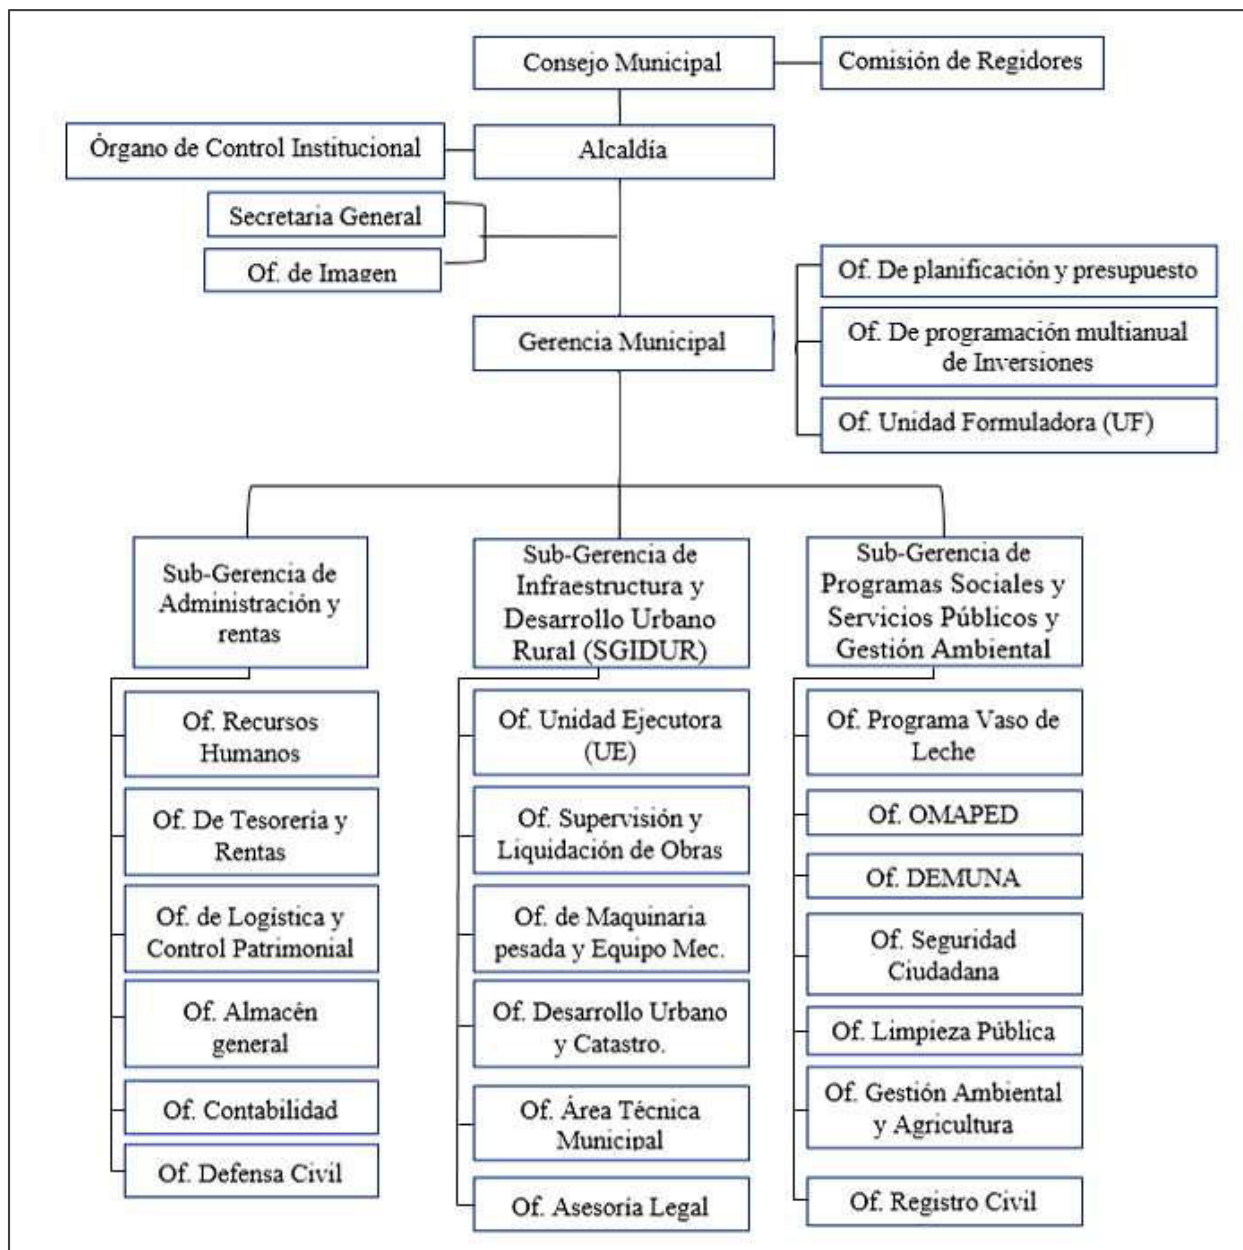 Consejo Municipal
Comisión de Regidores
Órgano de Control Institucional
Alcaldía
Secretaria General
Of. de Imagen
Of. De planificación y presupuesto
Gerencia Municipal
Of. De programación multianual
de Inversiones
Of. Unidad Formuladora (UF)
Sub-Gerencia de
Administración y
rentas
Of. Recursos
Humanos
Of. De Tesorería y
Rentas
Of. de Logística y
Control Patrimonial
Of. Almacén
general
Of. Contabilidad
Of. Defensa Civil
Sub-Gerencia de
Infraestructura y
Desarrollo Urbano
Rural (SGIDUR)
Of. Unidad Ejecutora
(UE)
Of. Supervisión y
Liquidación de Obras
Of. de Maquinaria
pesada y Equipo Mec.
Of. Desarrollo Urbano
y Catastro.
Of. Área Técnica
Municipal
Of. Asesoría Legal
Sub-Gerencia de
Programas Sociales y
Servicios Públicos y
Gestión Ambiental
Of. Programa Vaso de
Leche
Of. OMAPED
Of. DEMUNA
Of. Seguridad
Ciudadana
Of. Limpieza Pública
Of. Gestión Ambiental
y Agricultura
Of. Registro Civil